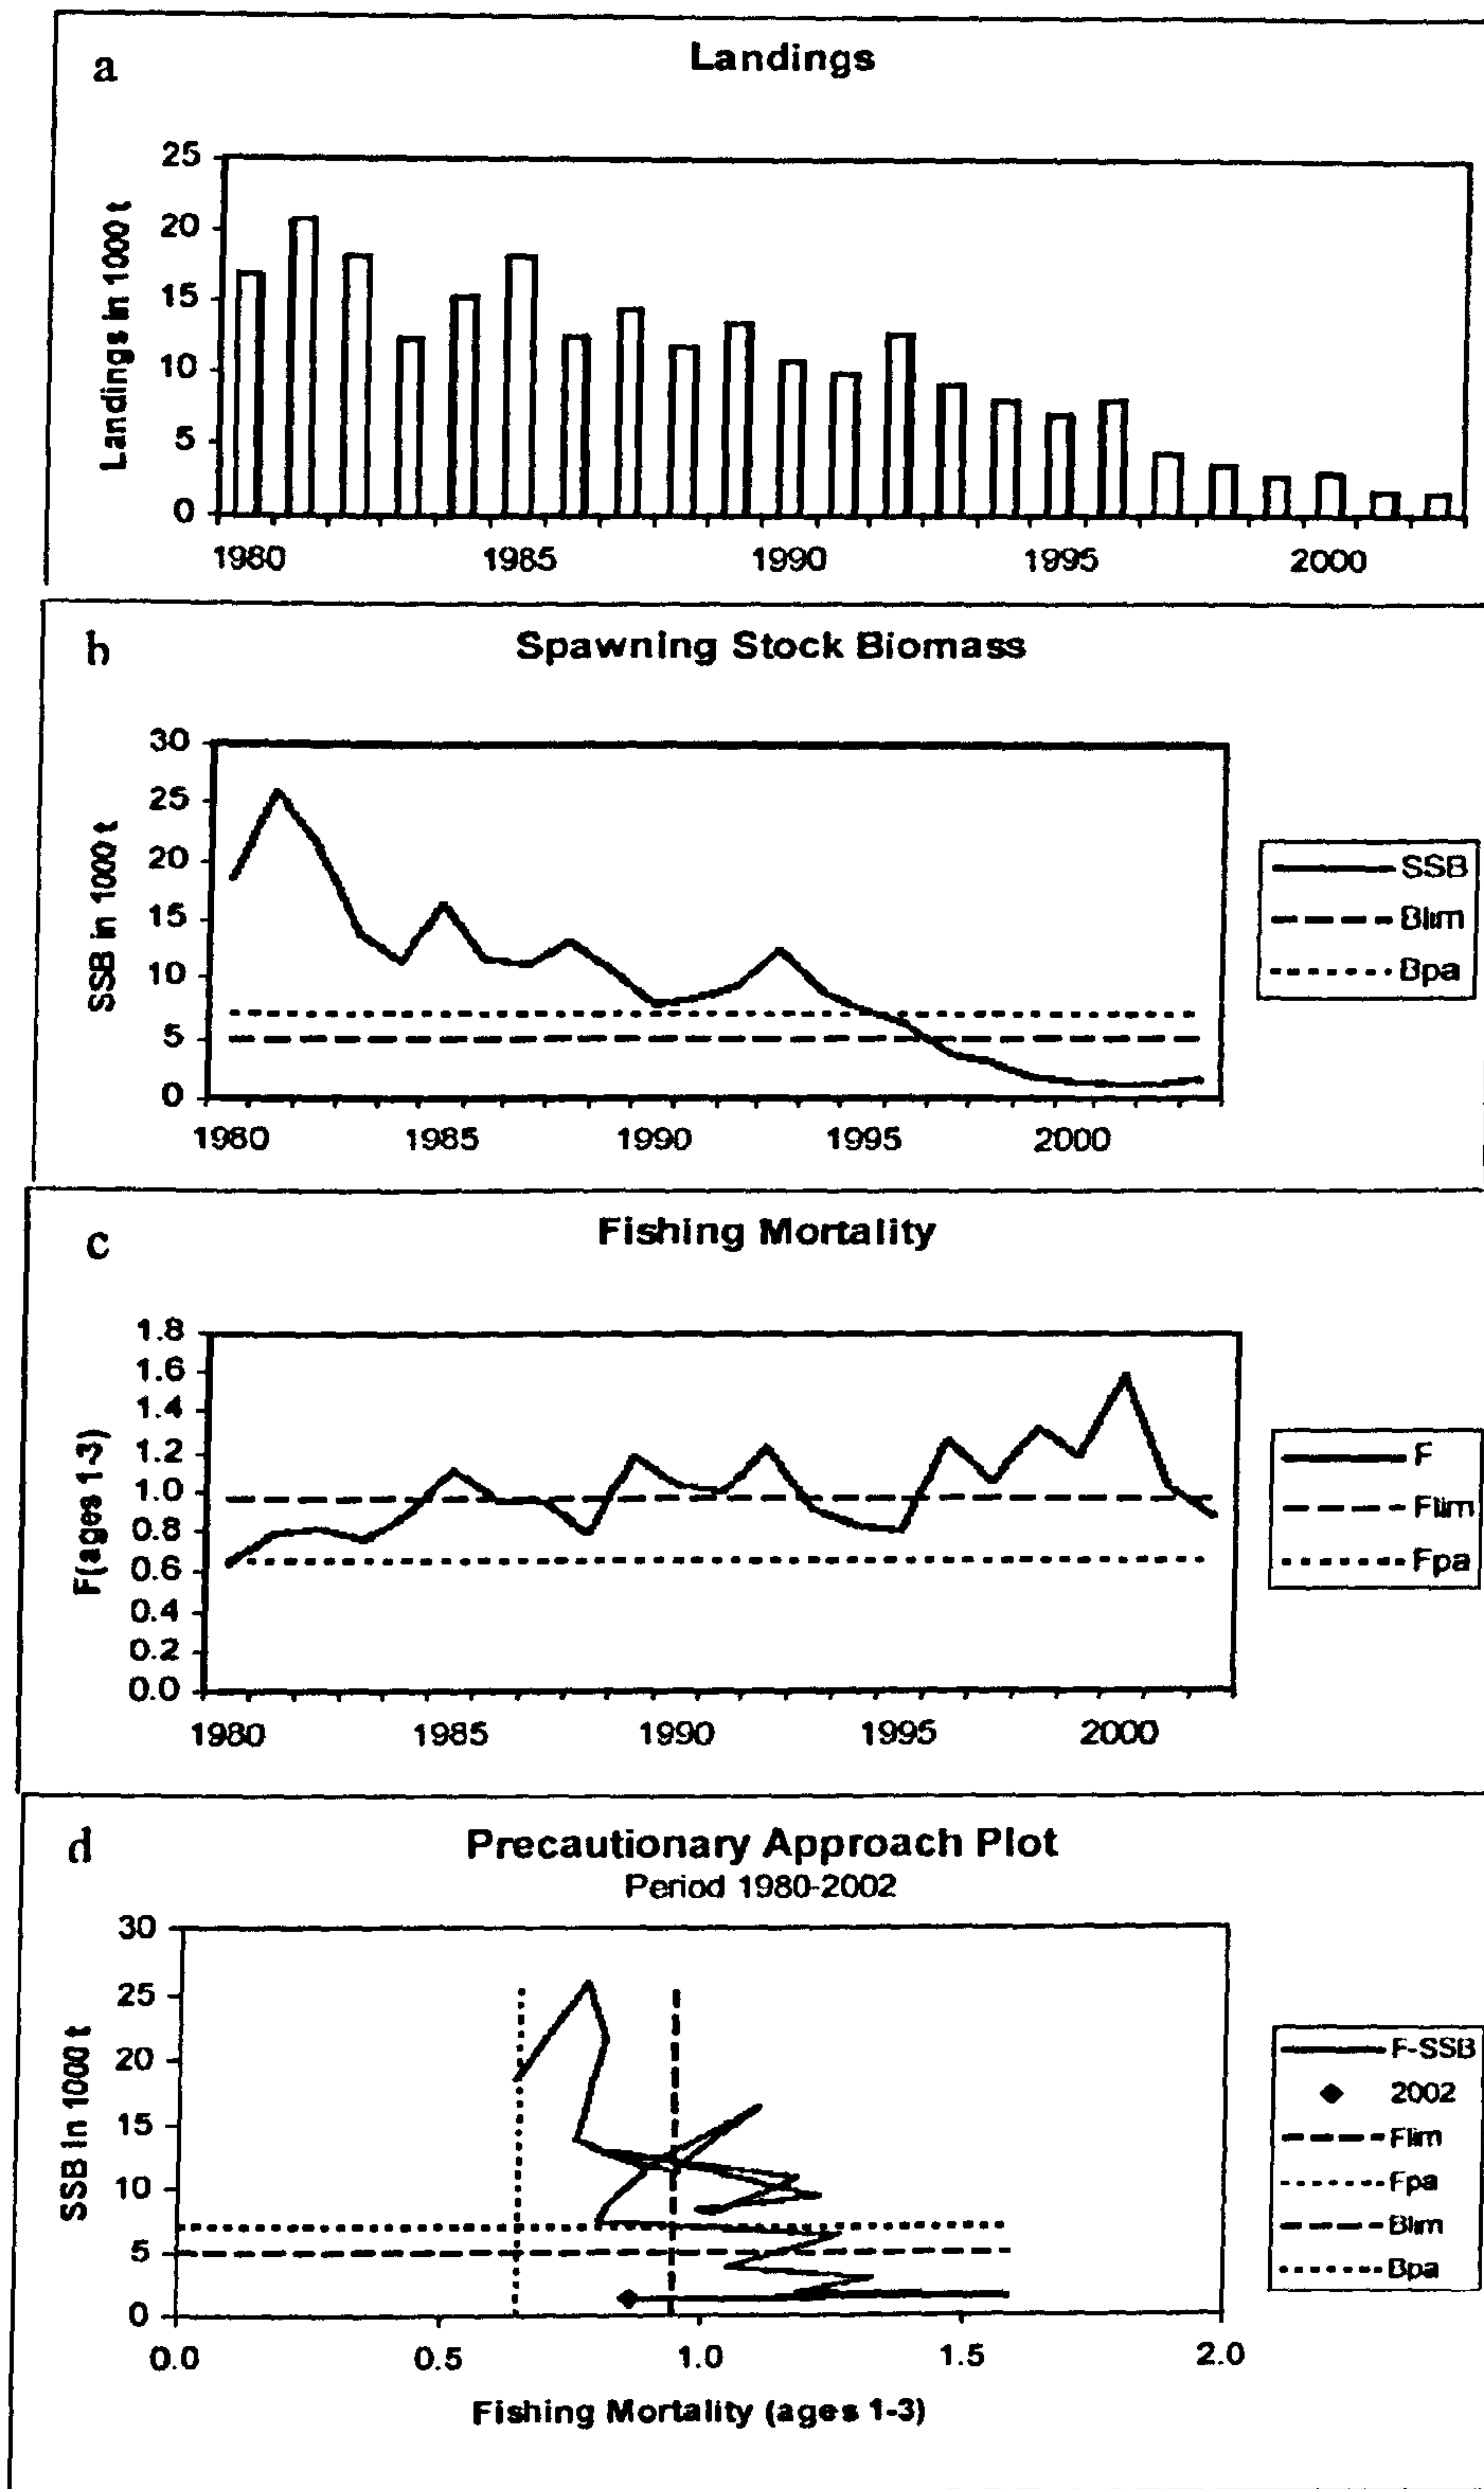 a
Landings
25
20
15
10
5
0
Landings in 1000 t
1980 1985 1990 1995 2000
b
Spawning Stock Biomass
30
25
20
15
10
5
0
SSB in 1000 t
1980 1985 1990 1995 2000
SSB
Blim
Bpa
c
Fishing Mortality
1.8
1.6
1.4
1.2
1.0
0.8
0.6
0.4
0.2
0.0
F(ages 1-3)
1980 1985 1990 1995 2000
F
Flim
Fpa
d
Precautionary Approach Plot
Period 1980-2002
30
25
20
15
10
5
0
SSB in 1000 t
0.0 0.5 1.0 1.5 2.0
Fishing Mortality (ages 1-3)
F-SSB
2002
Flim
Fpa
Blim
Bpa